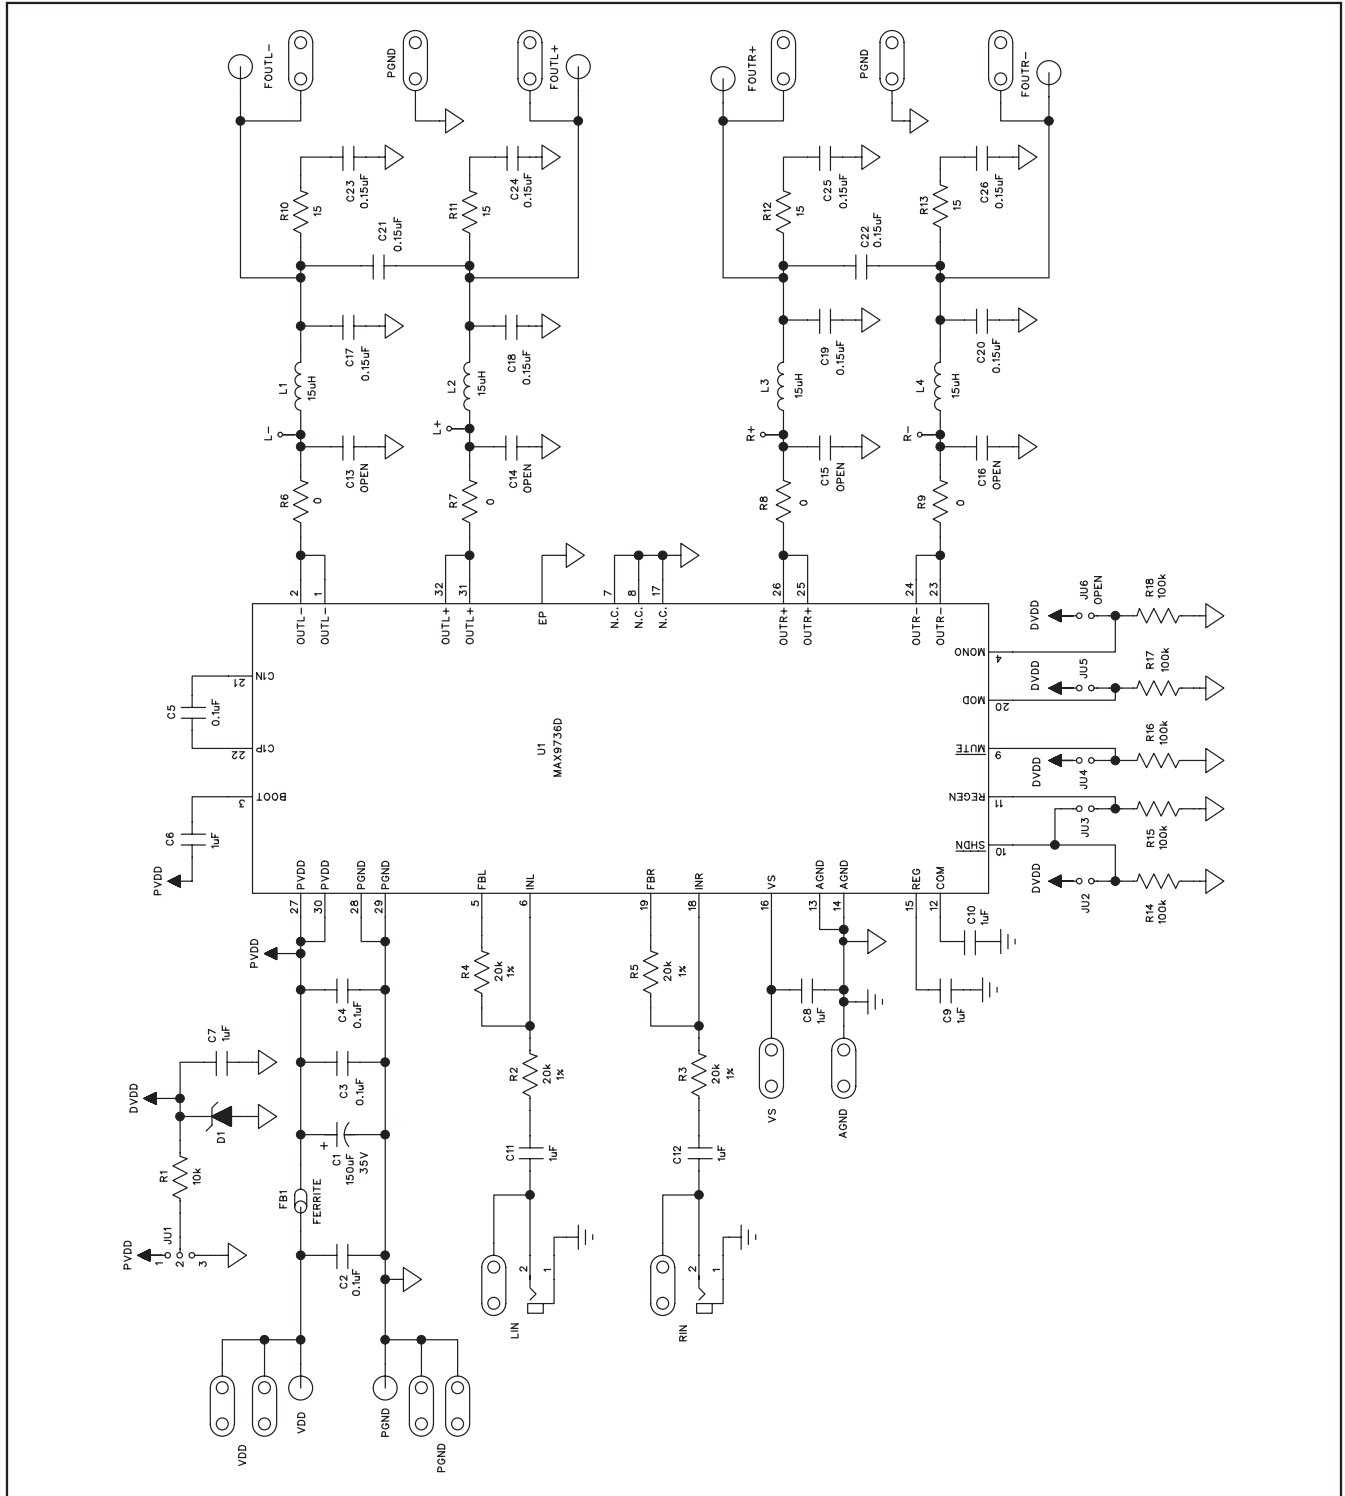 FOUTL-
PGND
FOUTL+
FOUTR+
PGND
FOUTR-
R10
15
C23
0.15uF
R11
15
C24
0.15uF
R12
15
C25
0.15uF
R13
15
C26
0.15uF
C21
0.15uF
C22
0.15uF
L1
15uH
C17
0.15uF
L2
15uH
C18
0.15uF
L3
15uH
C19
0.15uF
L4
15uH
C20
0.15uF
L-
L+
R+
R-
R6
0
C13
OPEN
R7
0
C14
OPEN
R8
0
C15
OPEN
R9
0
C16
OPEN
2
1
32
31
7
8
17
26
25
24
23
OUTL-
OUTL-
OUTL+
OUTL+
EP
N.C.
N.C.
N.C.
OUTR+
OUTR+
OUTR-
OUTR-
C5
0.1uF
21
C1N
22
C1P
C6
1uF
PVDD
3
BOOT
U1
MAX9736D
MONO
4
DVDD
JU6
OPEN
R18
100k
MOD
20
DVDD
JU5
R17
100k
MUTE
9
DVDD
JU4
R16
100k
REGEN
11
JU3
R15
100k
SHDN
10
DVDD
JU2
R14
100k
PVDD
PVDD
PGND
PGND
FBL
INL
FBR
INR
VS
AGND
AGND
REG
COM
27
30
28
29
5
6
19
18
16
13
14
15
12
PVDD
C4
0.1uF
C3
0.1uF
+
C1
150uF
35V
FB1
FERRITE
C2
0.1uF
C7
1uF
DVDD
D1
R1
10k
JU1
PVDD
1
2
3
R4
20k
1%
R2
20k
1%
C11
1uF
2
1
LIN
R5
20k
1%
R3
20k
1%
C12
1uF
2
1
RIN
C8
1uF
VS
AGND
C9
1uF
C10
1uF
VDD
VDD
PGND
PGND